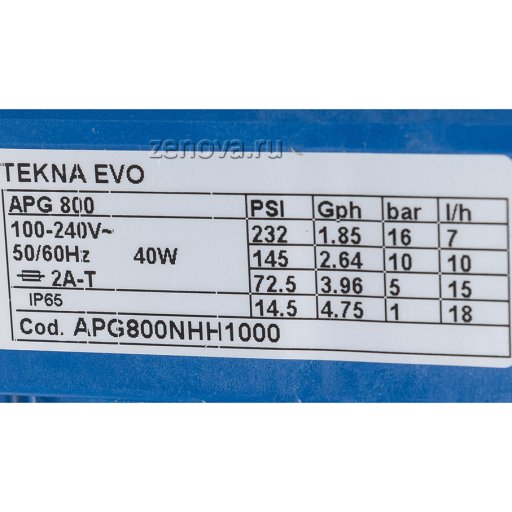 zenova.ru
TEKNA EVO
APG 800 PSI Gph bar l/h
100-240V~ 232 1.85 16 7
50/60Hz 40W 145 2.64 10 10
2A-T 72.5 3.96 5 15
IP65 14.5 4.75 1 18
Cod. APG800NHH1000